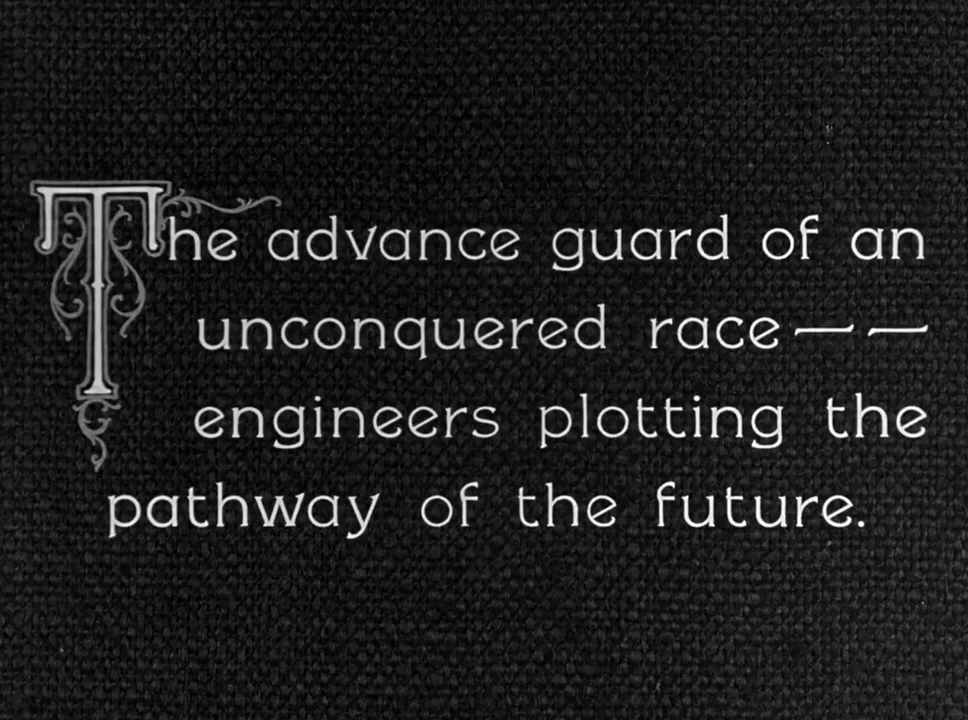 The advance guard of an
unconquered race — —
engineers plotting the
pathway of the future.